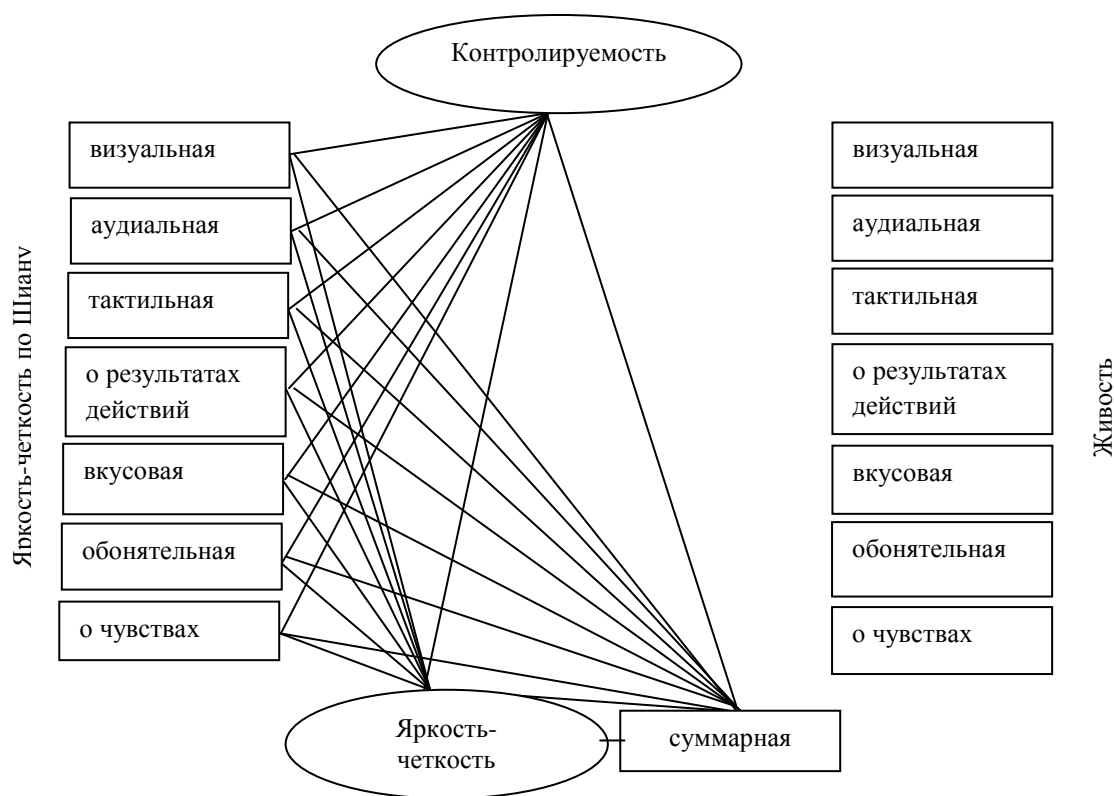 Контролируемость
визуальная
аудиальная
тактильная
о результатах
действий
вкусовая
обонятельная
о чувствах
Яркость-четкость по Шиану
визуальная
аудиальная
тактильная
о результатах
действий
вкусовая
обонятельная
о чувствах
Живость
Яркость-
четкость
суммарная